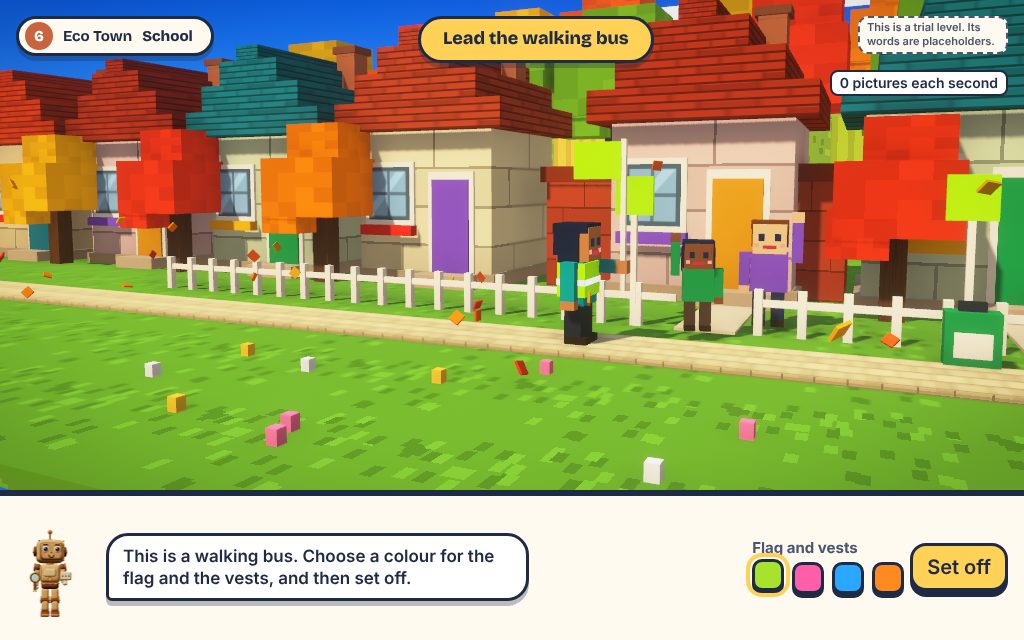 6 Eco Town School
Lead the walking bus
This is a trial level. Its
words are placeholders.
0 pictures each second
This is a walking bus. Choose a colour for the
flag and the vests, and then set off.
Flag and vests
Set off